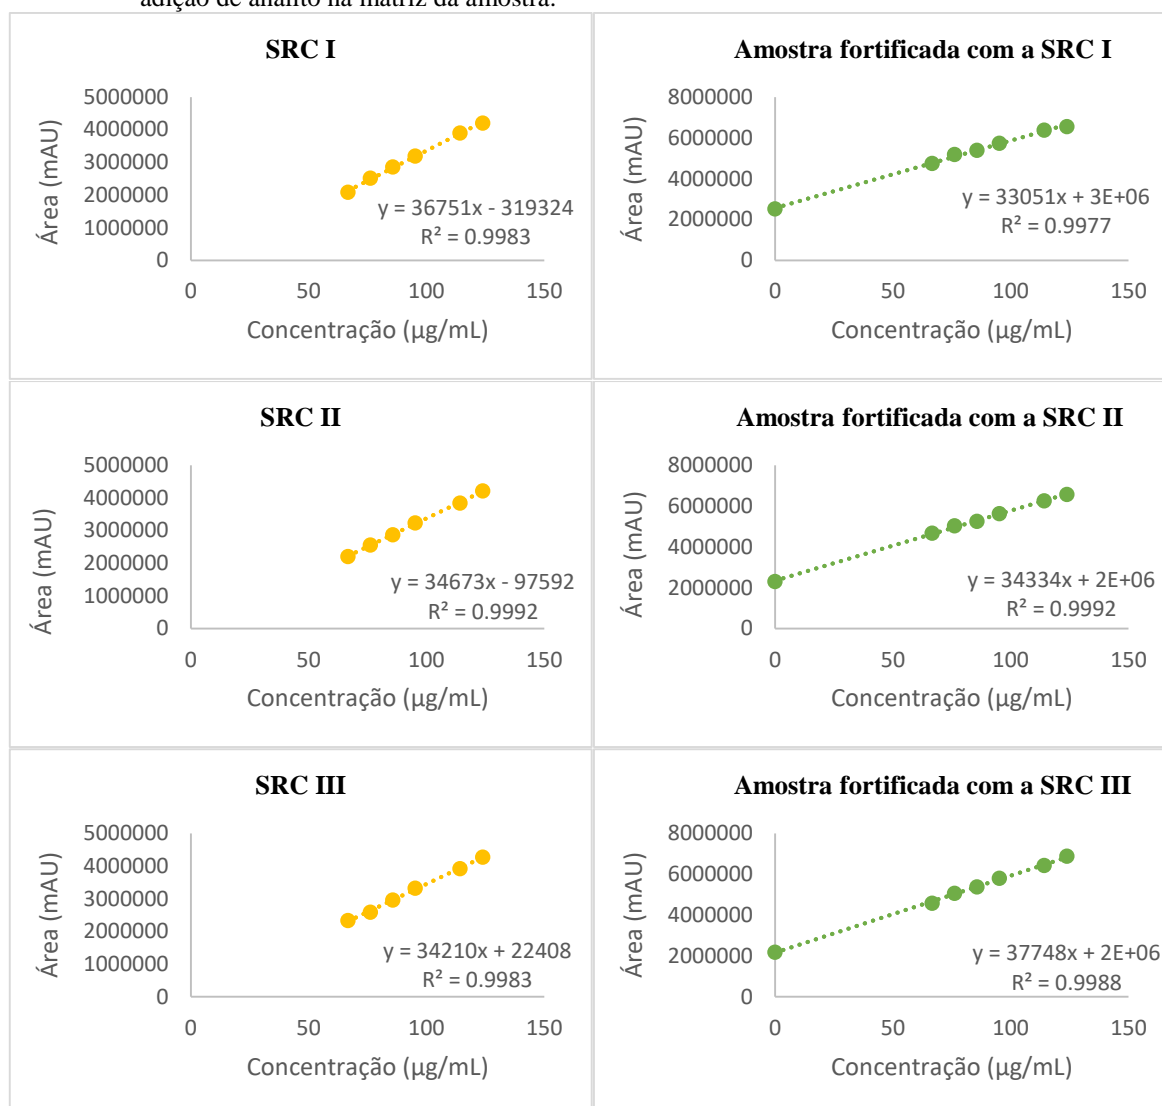 adição de analito na matriz da amostra.
SRC I
Área (mAU)
5000000
4000000
3000000
2000000
1000000
0
y = 36751x - 319324
R² = 0.9983
0 50 100 150
Concentração (µg/mL)
Amostra fortificada com a SRC I
Área (mAU)
8000000
6000000
4000000
2000000
0
y = 33051x + 3E+06
R² = 0.9977
0 50 100 150
Concentração (µg/mL)
SRC II
Área (mAU)
5000000
4000000
3000000
2000000
1000000
0
y = 34673x - 97592
R² = 0.9992
0 50 100 150
Concentração (µg/mL)
Amostra fortificada com a SRC II
Área (mAU)
8000000
6000000
4000000
2000000
0
y = 34334x + 2E+06
R² = 0.9992
0 50 100 150
Concentração (µg/mL)
SRC III
Área (mAU)
5000000
4000000
3000000
2000000
1000000
0
y = 34210x + 22408
R² = 0.9983
0 50 100 150
Concentração (µg/mL)
Amostra fortificada com a SRC III
Área (mAU)
8000000
6000000
4000000
2000000
0
y = 37748x + 2E+06
R² = 0.9988
0 50 100 150
Concentração (µg/mL)